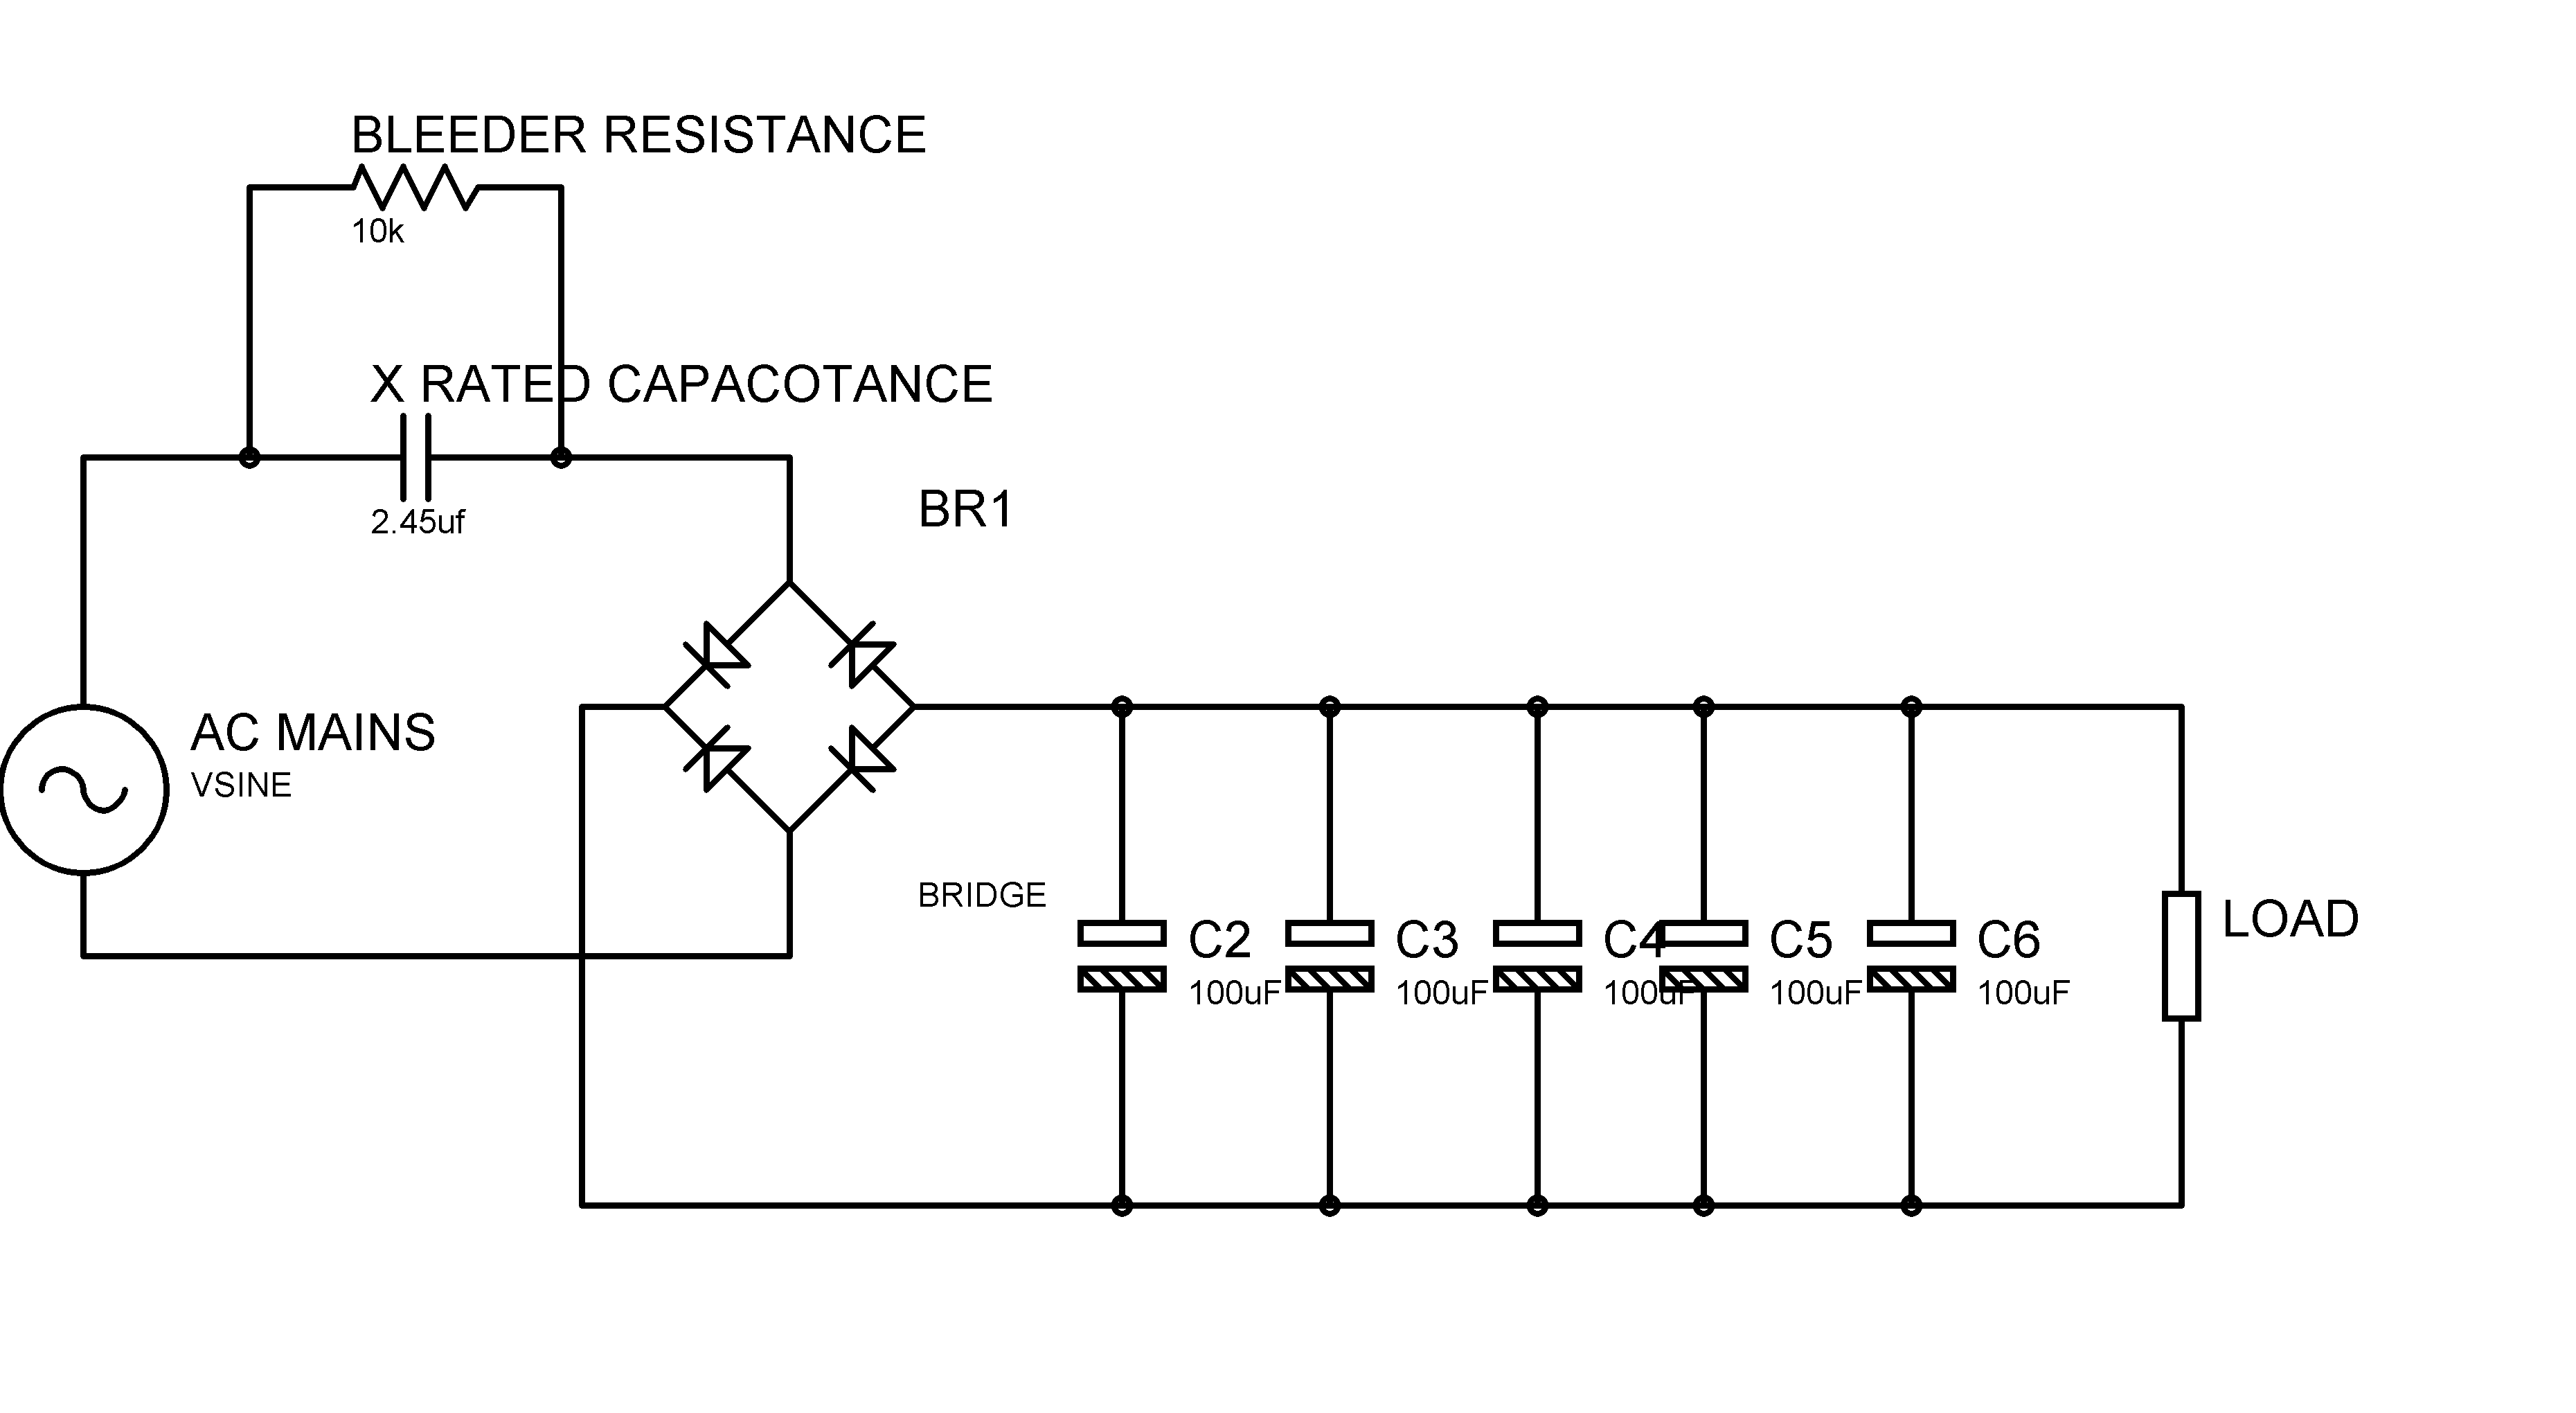 BLEEDER RESISTANCE
10k
X RATED CAPACOTANCE
2.45uf
BR1
AC MAINS
VSINE
BRIDGE
C2
100uF
C3
100uF
C4
100uF
C5
100uF
C6
100uF
LOAD